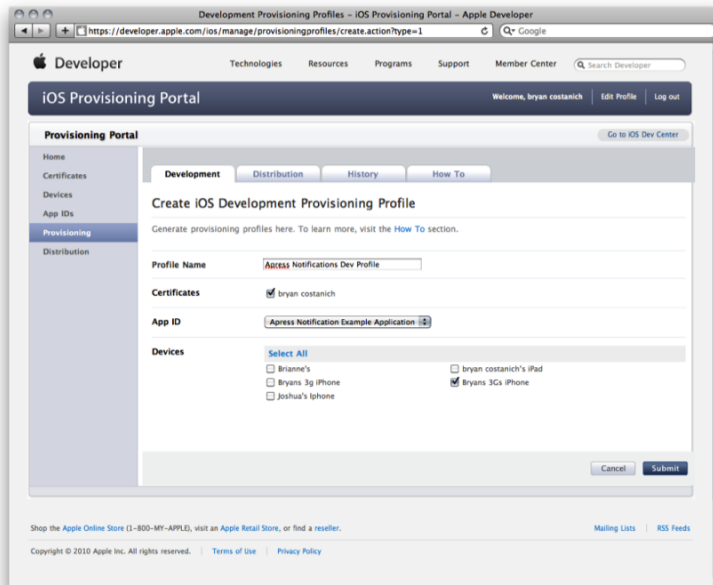 Development Provisioning Profiles – iOS Provisioning Portal – Apple Developer
https://developer.apple.com/ios/manage/provisioningprofiles/create.action?type=1
Google
Developer
Technologies Resources Programs Support Member Center Search Developer
iOS Provisioning Portal
Welcome, bryan costanich Edit Profile Log out
Provisioning Portal
Go to iOS Dev Center
Home
Certificates
Devices
App IDs
Provisioning
Distribution
Development Distribution History How To
Create iOS Development Provisioning Profile
Generate provisioning profiles here. To learn more, visit the How To section.
Profile Name Apress Notifications Dev Profile
Certificates bryan costanich
App ID Apress Notification Example Application
Devices Select All
Brianne's bryan costanich's iPad
Bryans 3g iPhone Bryans 3Gs iPhone
Joshua's Iphone
Cancel Submit
Shop the Apple Online Store (1-800-MY-APPLE), visit an Apple Retail Store, or find a reseller. Mailing Lists RSS Feeds
Copyright © 2010 Apple Inc. All rights reserved. Terms of Use Privacy Policy